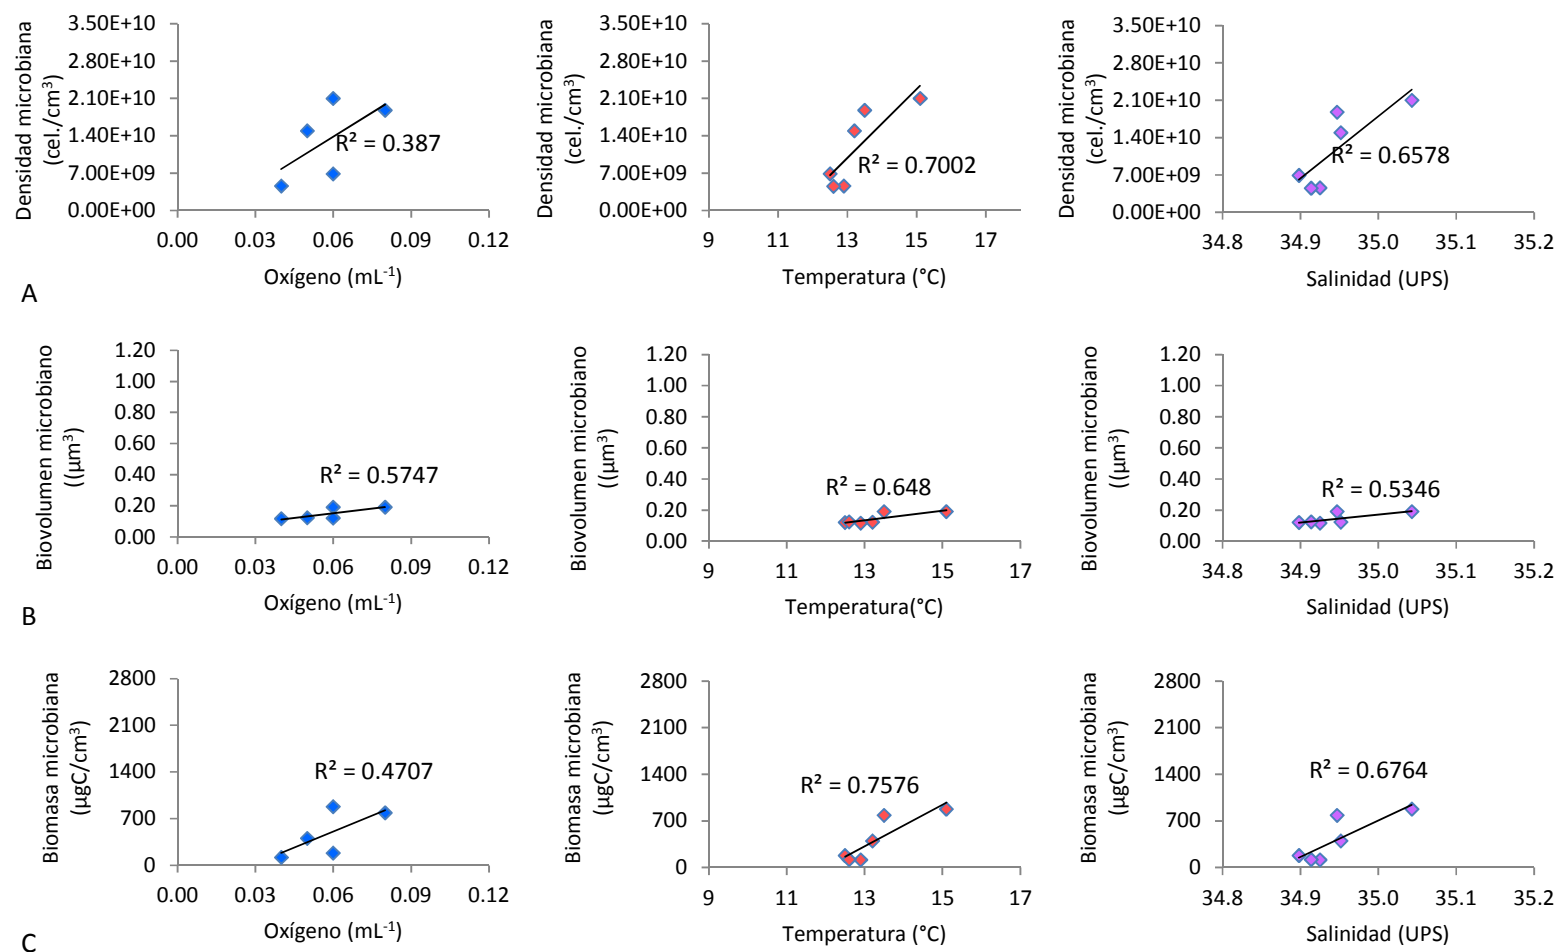 Densidad microbiana
(cel./cm³)
3.50E+10
2.80E+10
2.10E+10
1.40E+10
7.00E+09
0.00E+00
R² = 0.387
0.00 0.03 0.06 0.09 0.12
Oxígeno (mL⁻¹)
Densidad microbiana
(cel./cm³)
3.50E+10
2.80E+10
2.10E+10
1.40E+10
7.00E+09
0.00E+00
R² = 0.7002
9 11 13 15 17
Temperatura (°C)
Densidad microbiana
(cel./cm³)
3.50E+10
2.80E+10
2.10E+10
1.40E+10
7.00E+09
0.00E+00
R² = 0.6578
34.8 34.9 35.0 35.1 35.2
Salinidad (UPS)
A
Biovolumen microbiano
((µm³)
1.20
1.00
0.80
0.60
0.40
0.20
0.00
R² = 0.5747
0.00 0.03 0.06 0.09 0.12
Oxígeno (mL⁻¹)
Biovolumen microbiano
((µm³)
1.20
1.00
0.80
0.60
0.40
0.20
0.00
R² = 0.648
9 11 13 15 17
Temperatura(°C)
Biovolumen microbiano
((µm³)
1.20
1.00
0.80
0.60
0.40
0.20
0.00
R² = 0.5346
34.8 34.9 35.0 35.1 35.2
Salinidad (UPS)
B
Biomasa microbiana
(µgC/cm³)
2800
2100
1400
700
0
R² = 0.4707
0.00 0.03 0.06 0.09 0.12
Oxígeno (mL⁻¹)
Biomasa microbiana
(µgC/cm³)
2800
2100
1400
700
0
R² = 0.7576
9 11 13 15 17
Temperatura (°C)
Biomasa microbiana
(µgC/cm³)
2800
2100
1400
700
0
R² = 0.6764
34.8 34.9 35.0 35.1 35.2
Salinidad (UPS)
C